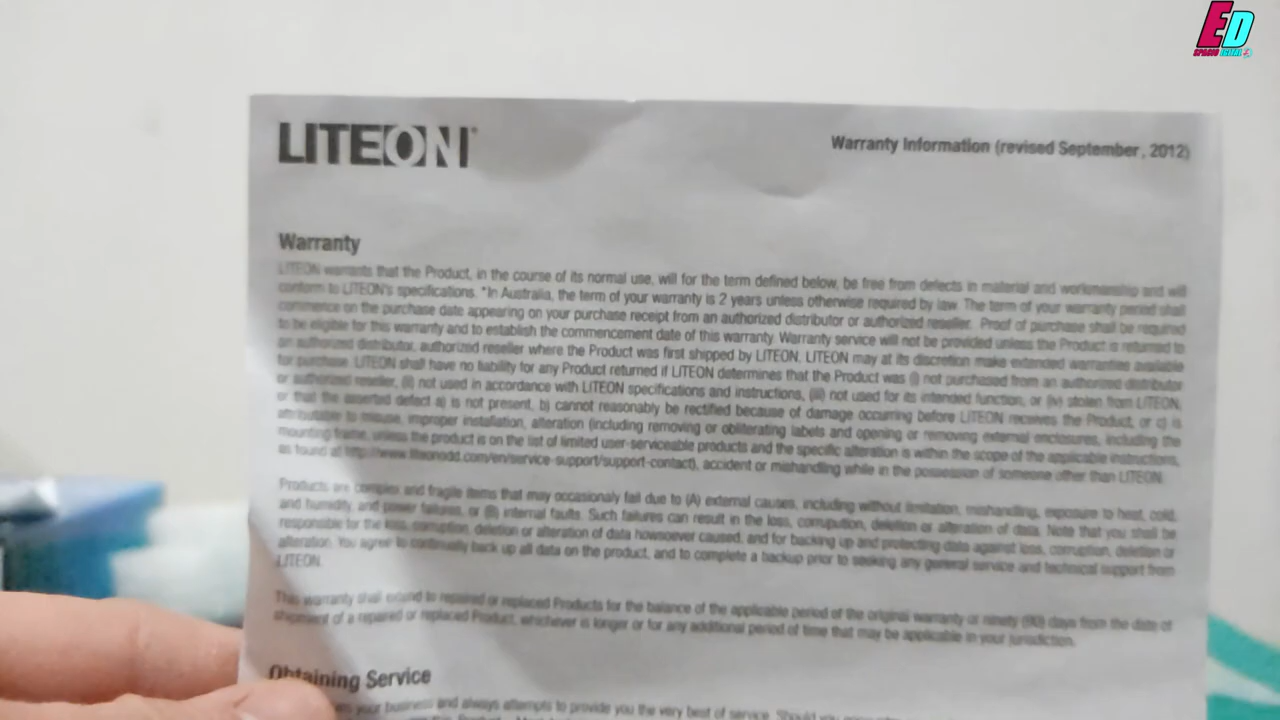 ED
LITEON
Warranty Information (revised September, 2012)
Warranty
LITEON warrants that the Product, in the course of its normal use, will for the term defined below, be free from defects in material and workmanship and will
conform to LITEON's specifications. *In Australia, the term of your warranty is 2 years unless otherwise required by law. The term of your warranty period shall
commence on the purchase date appearing on your purchase receipt from an authorized distributor or authorized reseller. Proof of purchase shall be required
to be eligible for this warranty and to establish the commencement date of this warranty. Warranty service will not be provided unless the Product is returned to
an authorized distributor, authorized reseller where the Product was first shipped by LITEON. LITEON may at its discretion make extended warranties available
for purchase. LITEON shall have no liability for any Product returned if LITEON determines that the Product was (i) not purchased from an authorized distributor
or authorized reseller, (ii) not used in accordance with LITEON specifications and instructions, (iii) not used for its intended function, or (iv) stolen from LITEON,
or that the asserted defect a) is not present, b) cannot reasonably be rectified because of damage occurring before LITEON receives the Product, or c) is
attributable to misuse, improper installation, alteration (including removing or obliterating labels and opening or removing external enclosures, including the
mounting frame, unless the product is on the list of limited user-serviceable products and the specific alteration is within the scope of the applicable instructions,
as found at http://www.liteonodd.com/en/service-support/support-contact), accident or mishandling while in the possession of someone other than LITEON.
Products are complex and fragile items that may occasionaly fail due to (A) external causes, including without limitation, mishandling, exposure to heat, cold,
and humidity, and power failures, or (B) internal faults. Such failures can result in the loss, corrupution, deletion or alteration of data. Note that you shall be
responsible for the loss, corruption, deletion or alteration of data howsoever caused, and for backing up and protecting data against loss, corruption, deletion or
alteration. You agree to continually back up all data on the product, and to complete a backup prior to seeking any general service and technical support from
LITEON.
This warranty shall extend to repaired or replaced Products for the balance of the applicable period of the original warranty or ninety (90) days from the date of
shipment of a repaired or replaced Product, whichever is longer or for any additional period of time that may be applicable in your jurisdiction.
Obtaining Service
your business and always attempts to provide you the very best of service. Should you